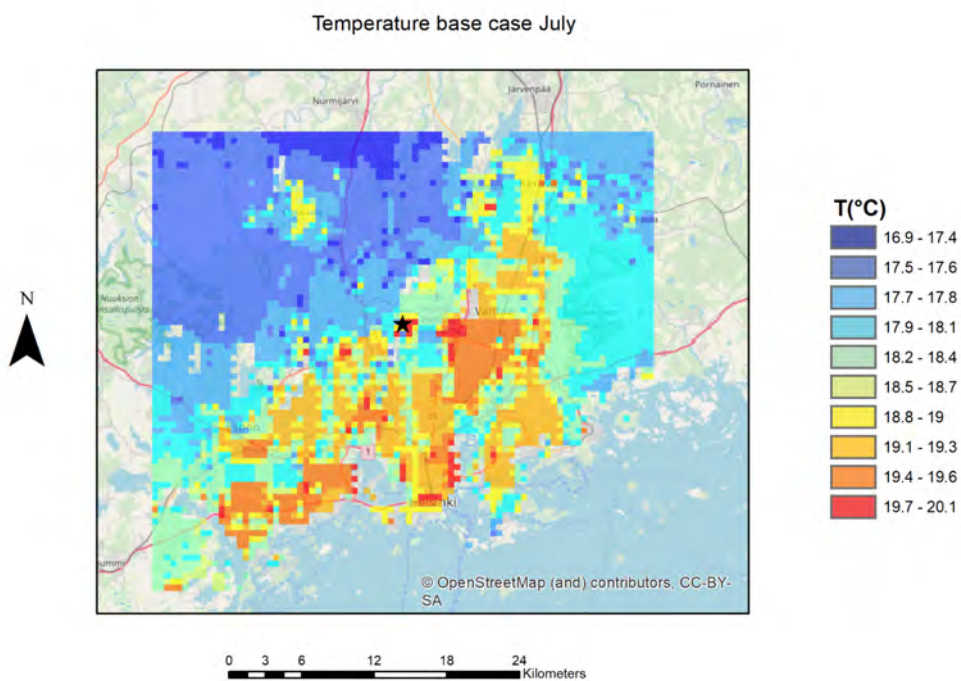 Temperature base case July
Nurmijärvi
Järvenpää
Pornainen
T(°C)
16.9 - 17.4
17.5 - 17.6
17.7 - 17.8
17.9 - 18.1
18.2 - 18.4
18.5 - 18.7
18.8 - 19
19.1 - 19.3
19.4 - 19.6
19.7 - 20.1
N
Nuuksion
1
© OpenStreetMap (and) contributors, CC-BY-
SA
0 3 6 12 18 24
Kilometers